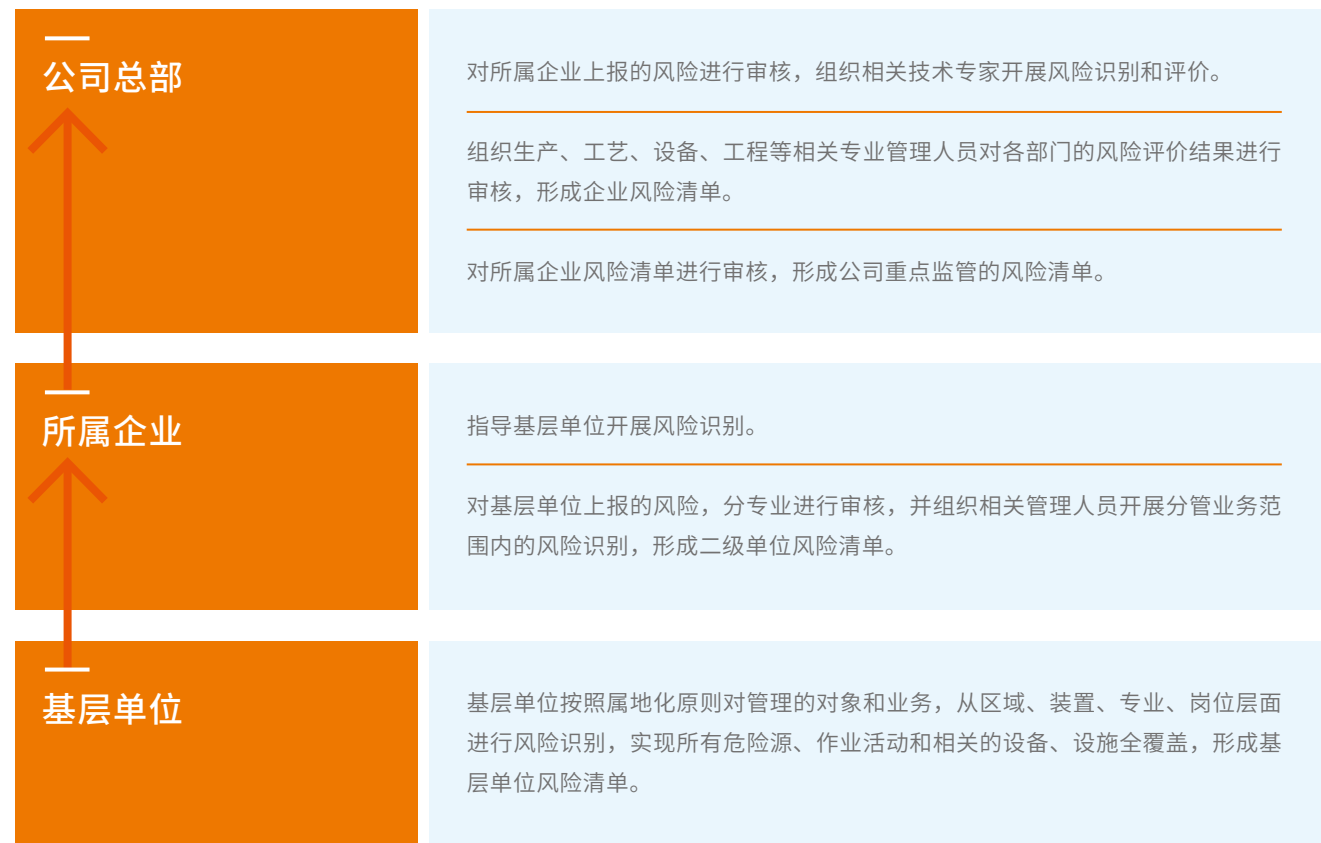 公司总部
对所属企业上报的风险进行审核，组织相关技术专家开展风险识别和评价。
组织生产、工艺、设备、工程等相关专业管理人员对各部门的风险评价结果进行
审核，形成企业风险清单。
对所属企业风险清单进行审核，形成公司重点监管的风险清单。
所属企业
指导基层单位开展风险识别。
对基层单位上报的风险，分专业进行审核，并组织相关管理人员开展分管业务范
围内的风险识别，形成二级单位风险清单。
基层单位
基层单位按照属地化原则对管理的对象和业务，从区域、装置、专业、岗位层面
进行风险识别，实现所有危险源、作业活动和相关的设备、设施全覆盖，形成基
层单位风险清单。